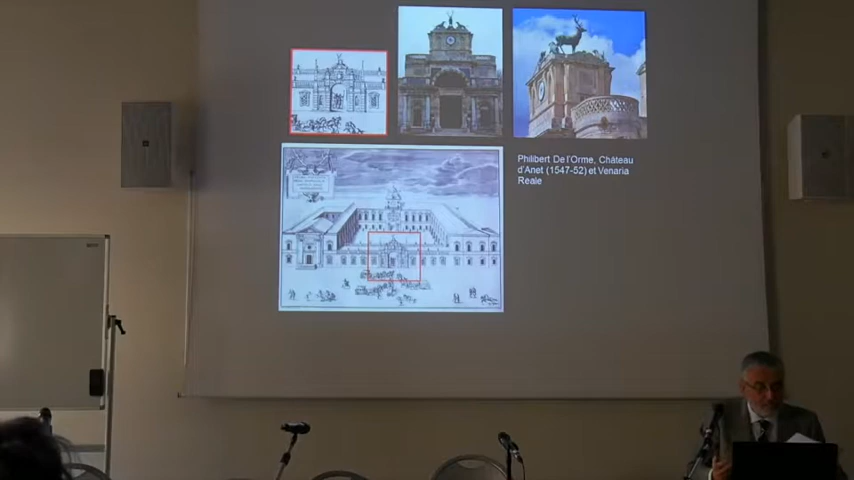 Philibert De l'Orme, Château
d'Anet (1547-52) et Venaria
Reale